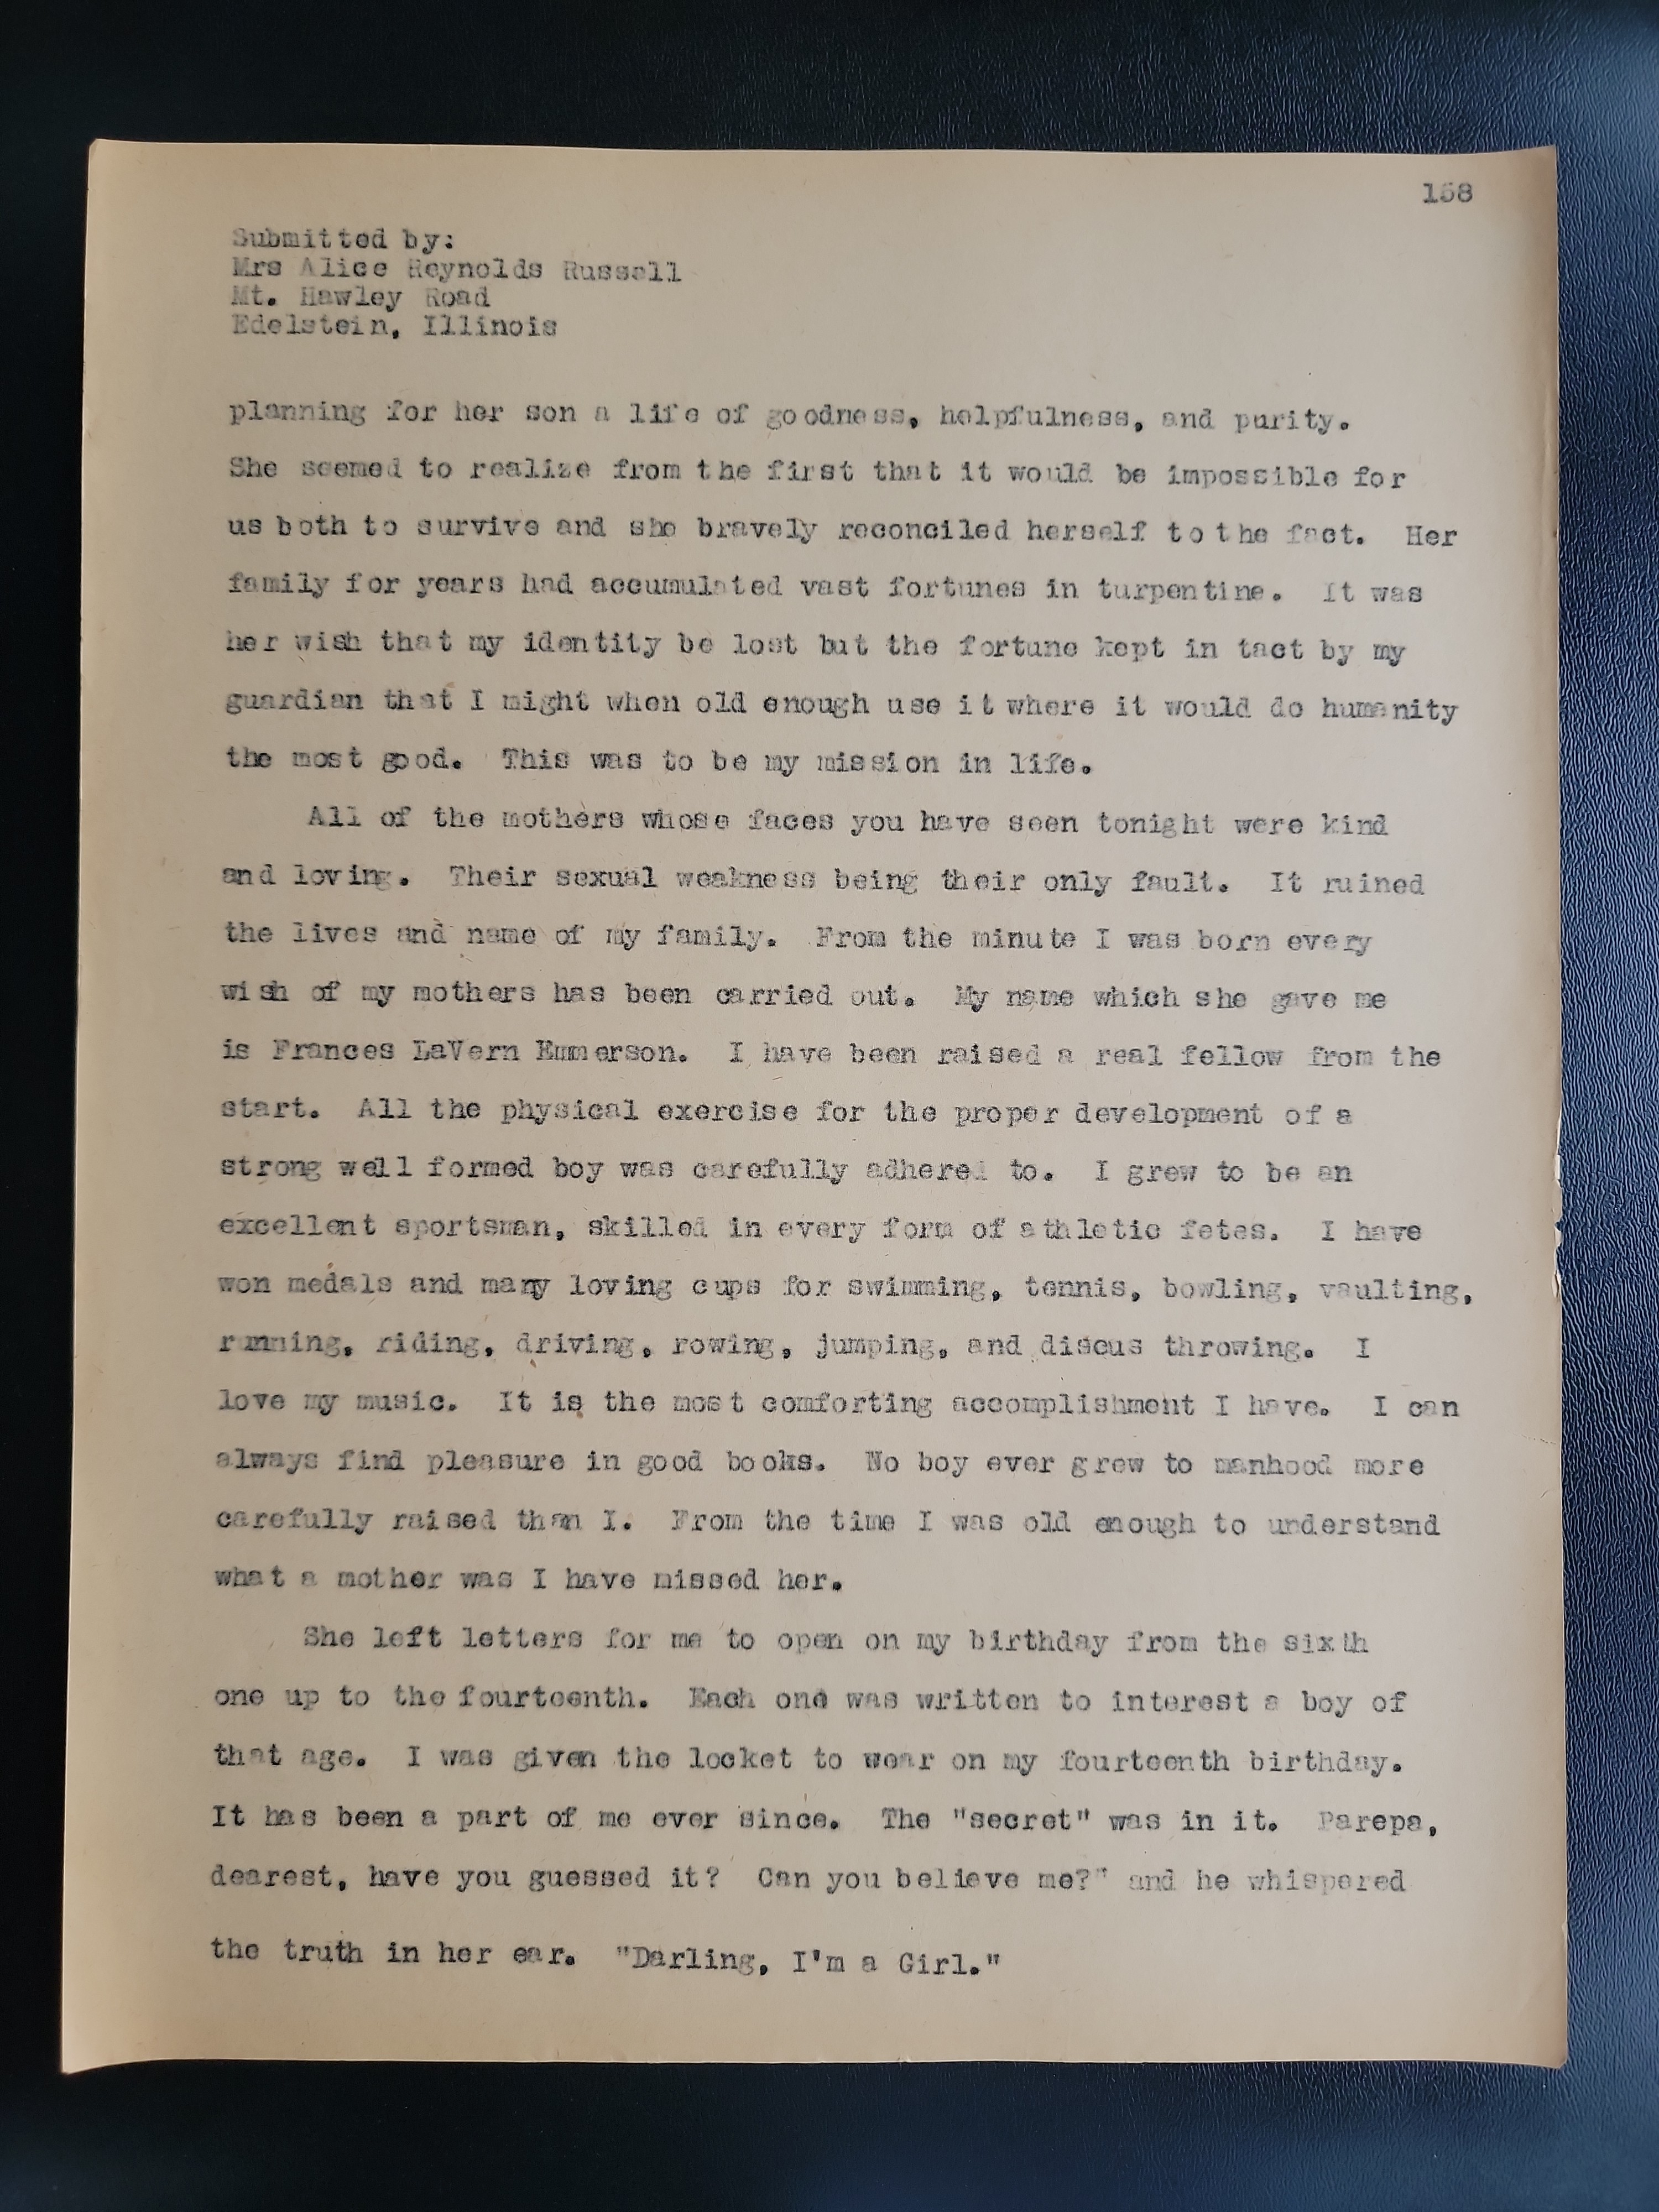 158
Submitted by:
Mrs Alice Reynolds Russell
Mt. Hawley Road
Edelstein, Illinois
planning for her son a life of goodness, helpfulness, and purity.
She seemed to realize from the first that it would be impossible for
us both to survive and she bravely reconciled herself to the fact. Her
family for years had accumulated vast fortunes in turpentine. It was
her wish that my identity be lost but the fortune kept in tact by my
guardian that I might when old enough use it where it would do humanity
the most good. This was to be my mission in life.
All of the mothers whose faces you have seen tonight were kind
and loving. Their sexual weakness being their only fault. It ruined
the lives and name of my family. From the minute I was born every
wish of my mothers has been carried out. My name which she gave me
is Frances LaVern Emmerson. I have been raised a real fellow from the
start. All the physical exercise for the proper development of a
strong well formed boy was carefully adhered to. I grew to be an
excellent sportsman, skilled in every form of athletic fetes. I have
won medals and many loving cups for swimming, tennis, bowling, vaulting,
running, riding, driving, rowing, jumping, and discus throwing. I
love my music. It is the most comforting accomplishment I have. I can
always find pleasure in good books. No boy ever grew to manhood more
carefully raised than I. From the time I was old enough to understand
what a mother was I have missed her.
She left letters for me to open on my birthday from the sixth
one up to the fourteenth. Each one was written to interest a boy of
that age. I was given the locket to wear on my fourteenth birthday.
It has been a part of me ever since. The "secret" was in it. Parepa,
dearest, have you guessed it? Can you believe me?" and he whispered
the truth in her ear. "Darling, I'm a Girl."